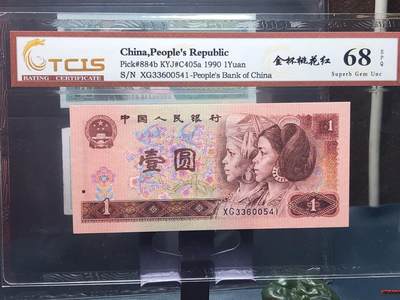 TCIS
RATING CERTIFICATE
China,People's Republic
Pick#884b KYJ#C405a 1990 1Yuan
S/N XG33600541-People's Bank of China
金杯桃花红
68
EPQ
Superb Gem Unc
中国人民银行
壹圆
1
1
XG33600541
1